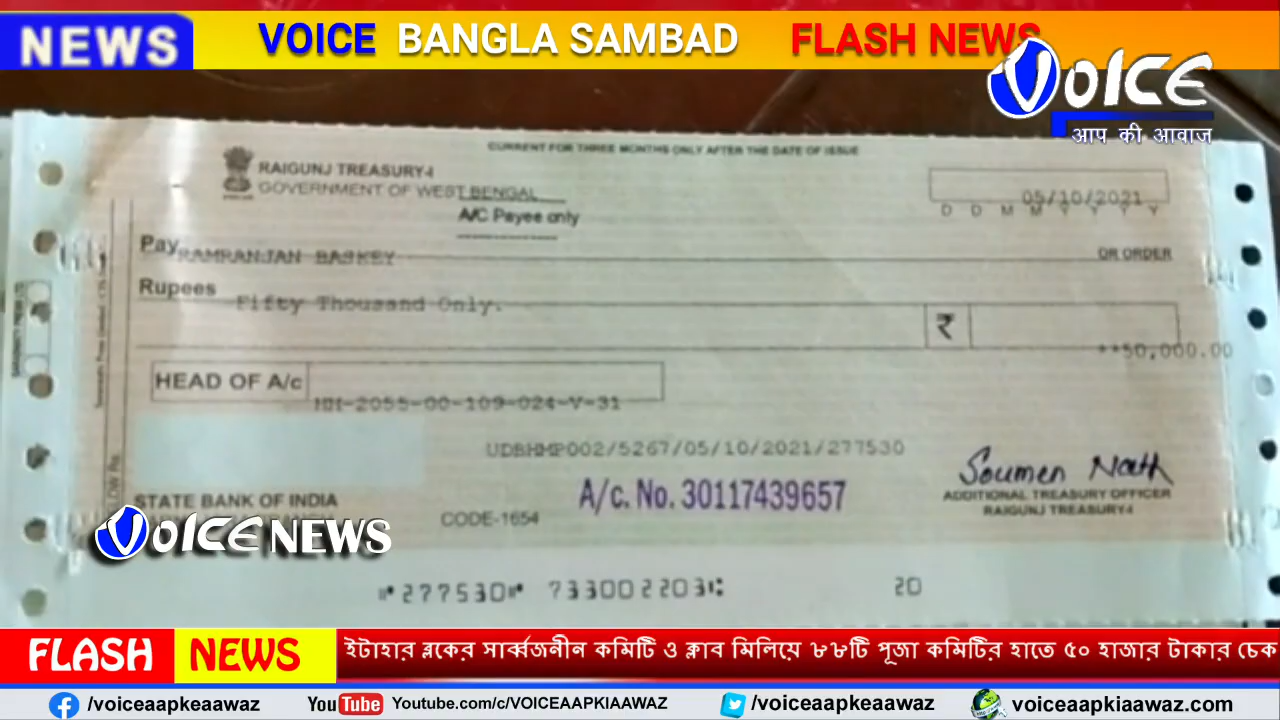 NEWS
VOICE BANGLA SAMBAD FLASH NEWS
VOICE
आप की आवाज
CURRENT FOR THREE MONTHS ONLY AFTER THE DATE OF ISSUE
RAIGUNJ TREASURY-I
GOVERNMENT OF WEST BENGAL
A/C Payee only
05/10/2021
D D M M Y Y Y Y
Pay RAMRANJAN BASKEY OR ORDER
Rupees Fifty Thousand Only.
₹ **50,000.00
HEAD OF A/c
-2055-00-109-024-V-31
UDBHMP002/5267/05/10/2021/277530
Soumen Nath
STATE BANK OF INDIA
A/c. No. 30117439657
ADDITIONAL TREASURY OFFICER
RAIGUNJ TREASURY-I
CODE-1654
VOICE NEWS
⑈277530⑈ 733002203⑆ 20
FLASH NEWS ইটাহার ব্লকের সার্ব্বজনীন কমিটি ও ক্লাব মিলিয়ে ৮৮টি পূজা কমিটির হাতে ৫০ হাজার টাকার চেক
/voiceaapkeaawaz YouTube Youtube.com/c/VOICEAAPKIAAWAZ /voiceaapkeaawaz voiceaapkiaawaz.com